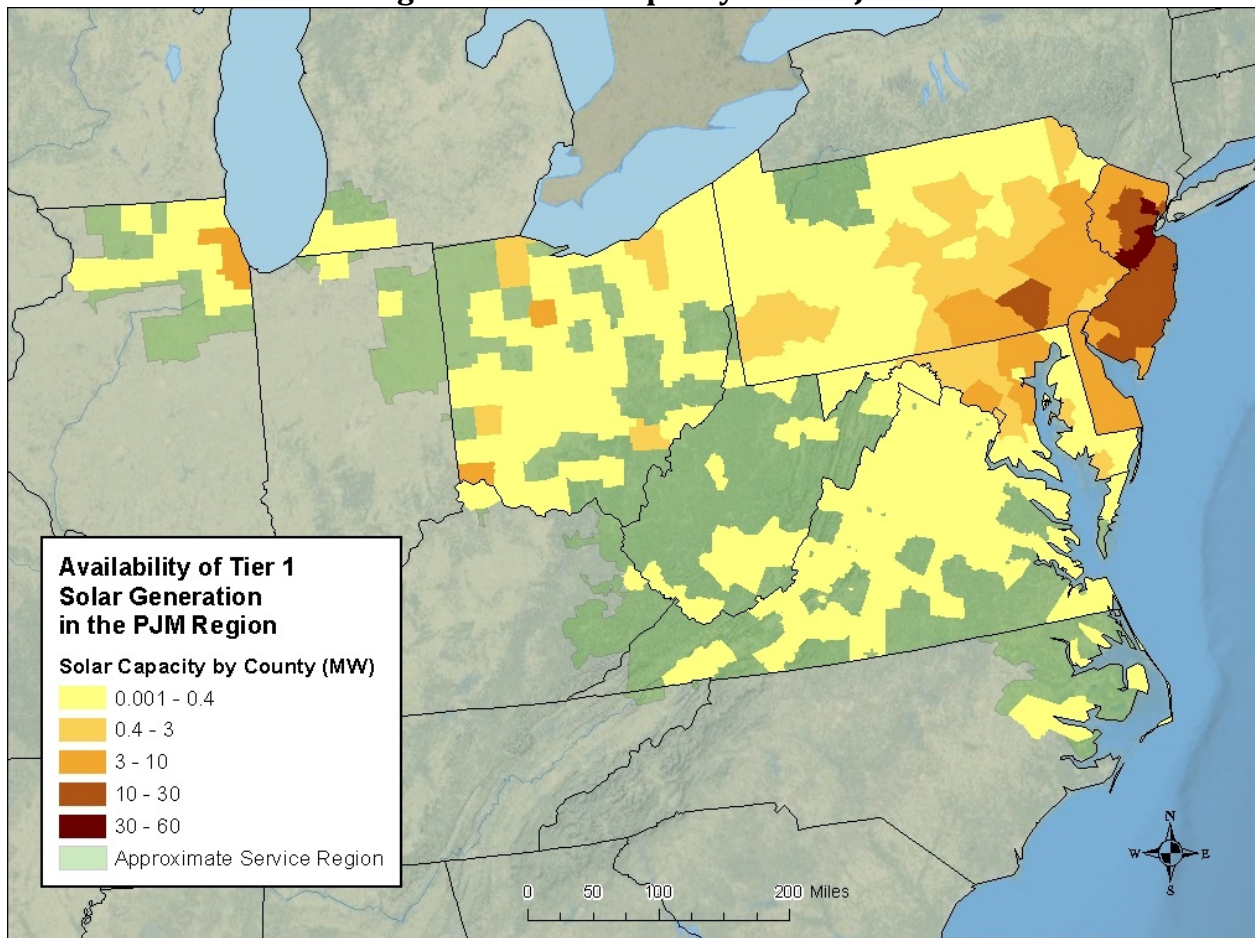 Availability of Tier 1
Solar Generation
in the PJM Region
Solar Capacity by County (MW)
0.001 - 0.4
0.4 - 3
3 - 10
10 - 30
30 - 60
Approximate Service Region
0 50 100 200 Miles
N
W E
S